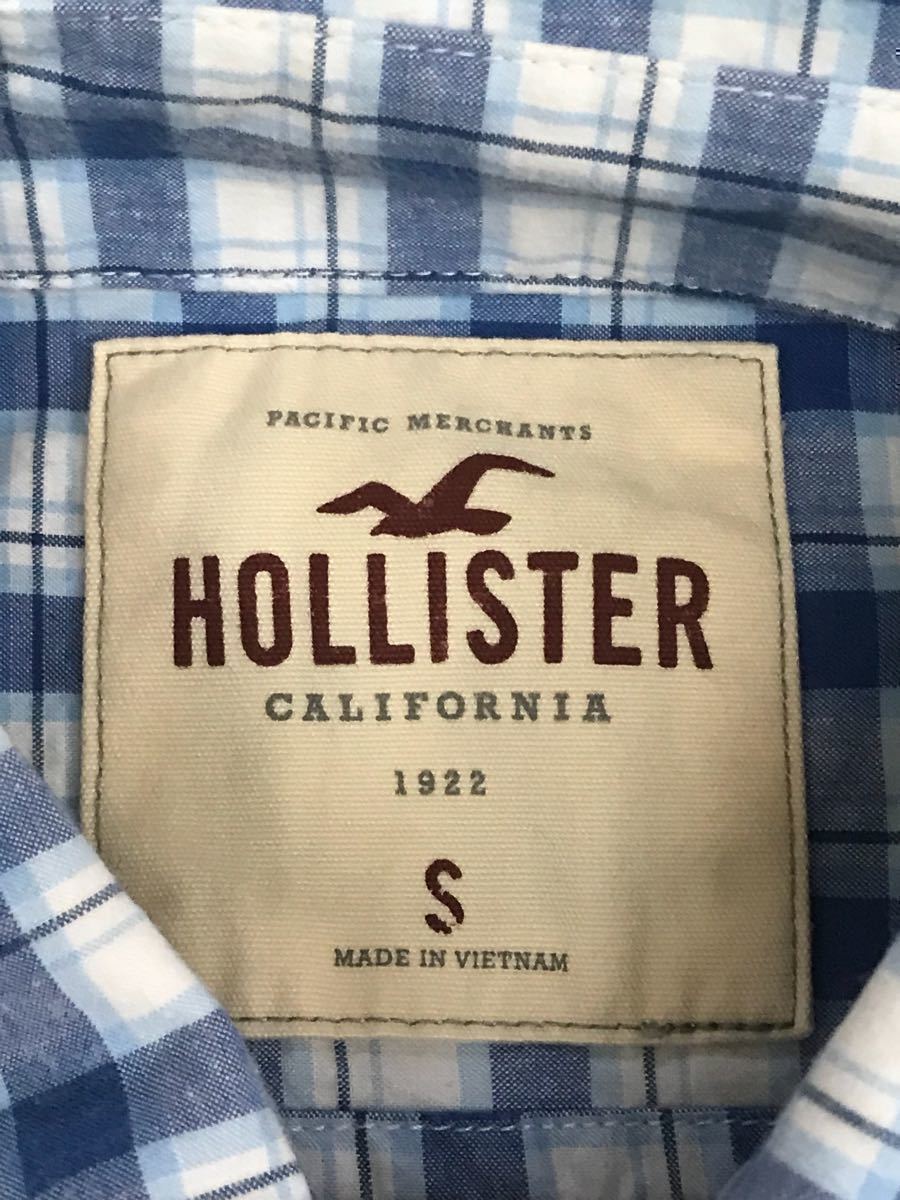 PACIFIC MERCHANTS
HOLLISTER
CALIFORNIA
1922
S
MADE IN VIETNAM